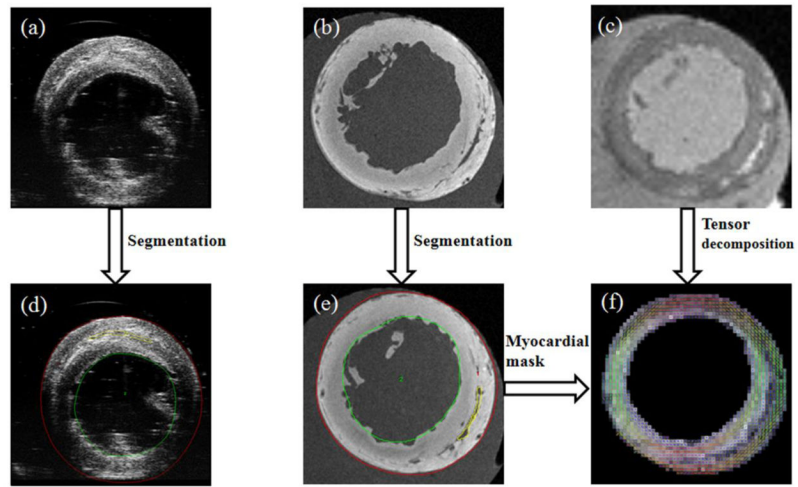 (a)
(b)
(c)
Segmentation
Segmentation
Tensor
decomposition
(d)
(e)
Myocardial
mask
(f)